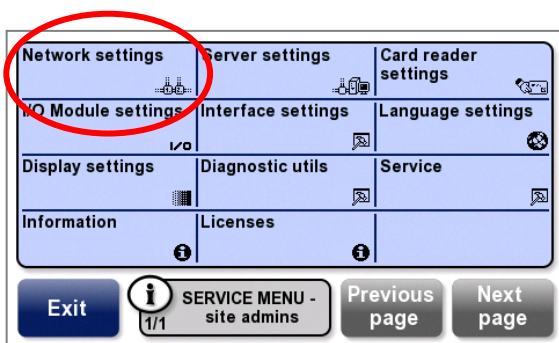 Network settings
Server settings
Card reader
settings
I/O Module settings
I/O
Interface settings
Language settings
Display settings
Diagnostic utils
Service
Information
i
Licenses
i
Exit
i
1/1
SERVICE MENU -
site admins
Previous
page
Next
page